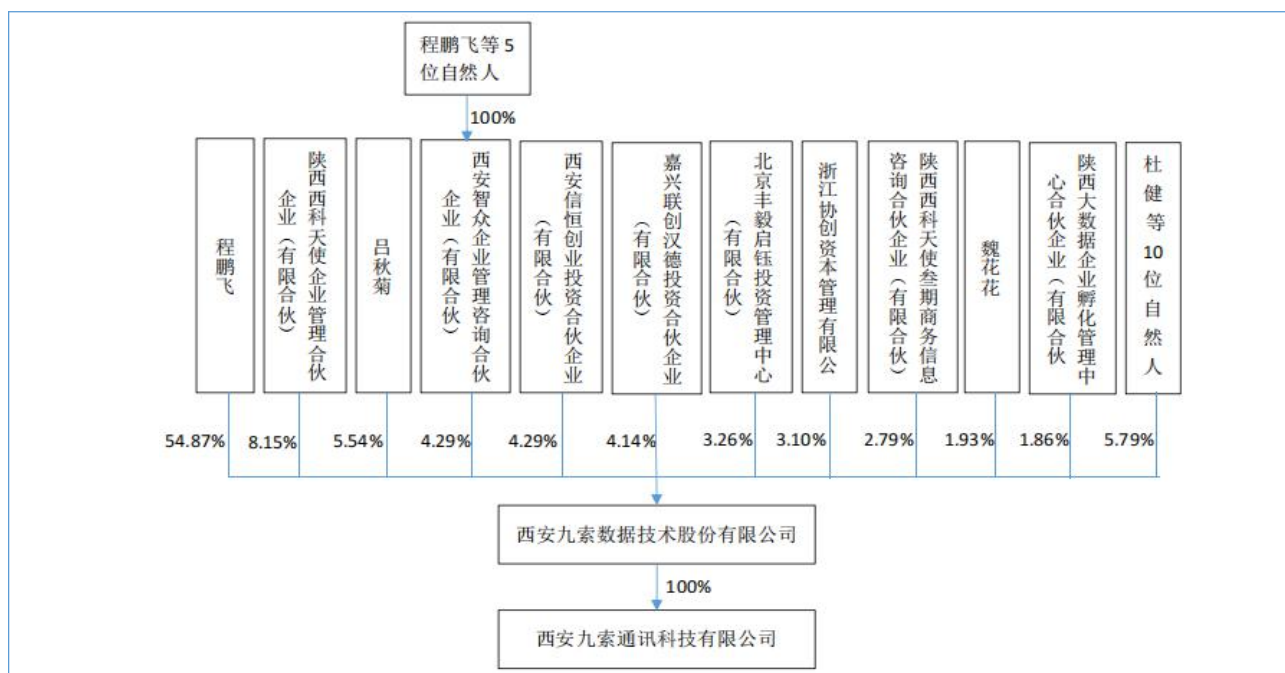 程鹏飞等 5
位自然人
100%
程鹏飞
陕西西科天使企业管理合伙
企业（有限合伙）
吕秋菊
西安智众企业管理咨询合伙
企业（有限合伙）
西安信恒创业投资合伙企业
（有限合伙）
嘉兴联创汉德投资合伙企业
（有限合伙）
北京丰毅启钰投资管理中心
（有限合伙）
浙江协创资本管理有限公
陕西西科天使叁期商务信息
咨询合伙企业（有限合伙）
魏花花
陕西大数据企业孵化管理中
心合伙企业（有限合伙
杜健等10位自然人
54.87%
8.15%
5.54%
4.29%
4.29%
4.14%
3.26%
3.10%
2.79%
1.93%
1.86%
5.79%
西安九索数据技术股份有限公司
100%
西安九索通讯科技有限公司